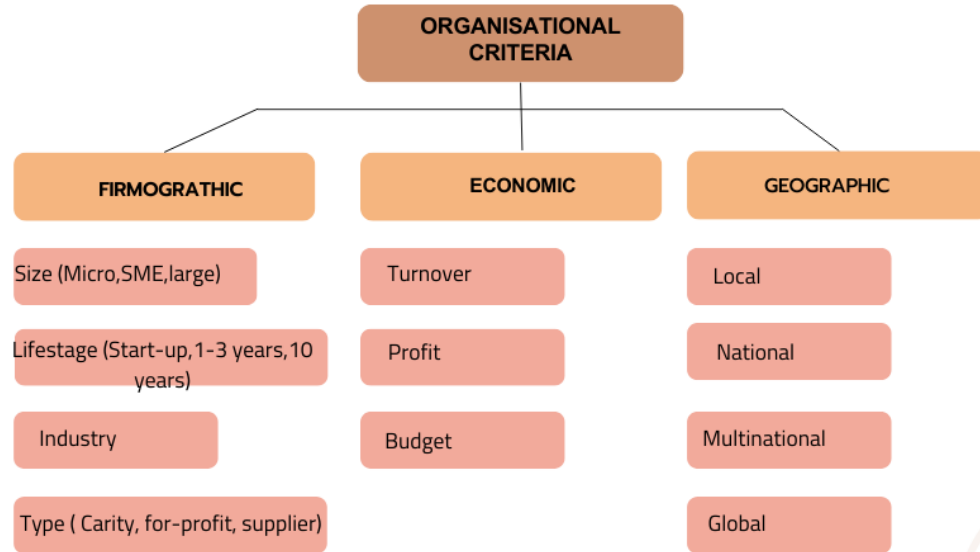 ORGANISATIONAL
CRITERIA
FIRMOGRATHIC
ECONOMIC
GEOGRAPHIC
Size (Micro,SME,large)
Turnover
Local
Lifestage (Start-up,1-3 years,10
years)
Profit
National
Industry
Budget
Multinational
Type ( Carity, for-profit, supplier)
Global